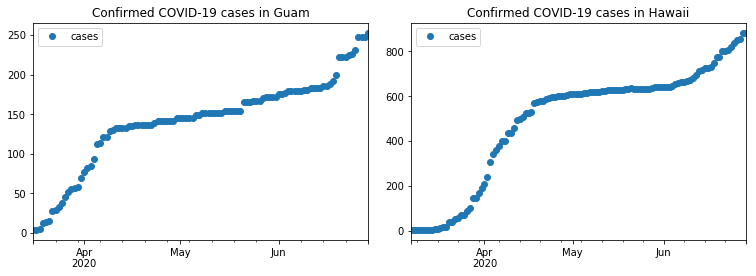 Confirmed COVID-19 cases in Guam
cases
250
200
150
100
50
0
Apr
May
Jun
2020
Confirmed COVID-19 cases in Hawaii
cases
800
600
400
200
0
Apr
May
Jun
2020